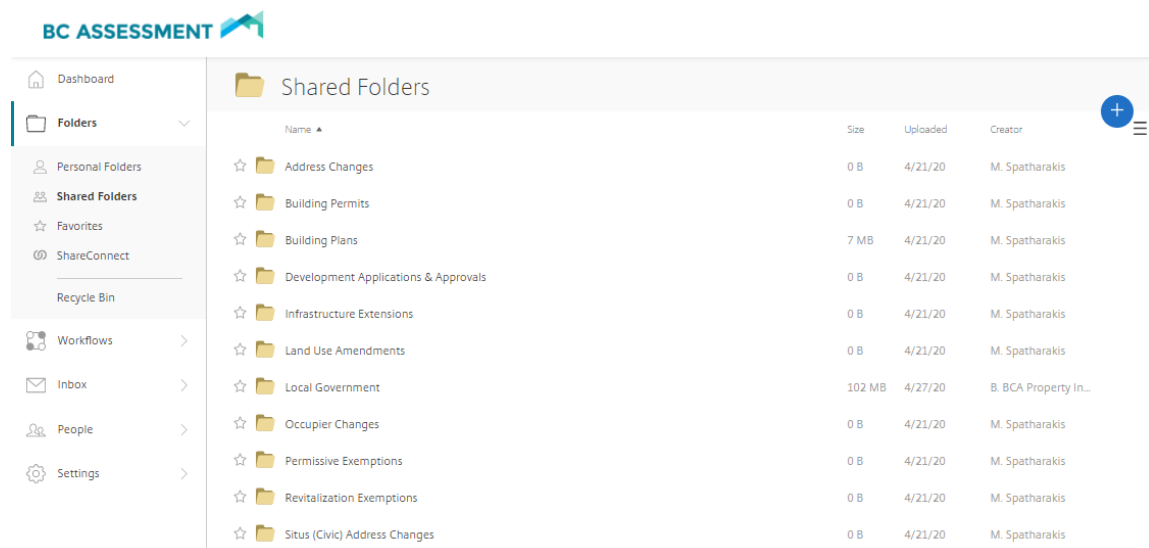 BC ASSESSMENT
Dashboard
Folders
Personal Folders
Shared Folders
Favorites
ShareConnect
Recycle Bin
Workflows
Inbox
People
Settings
Shared Folders
Name ▲ Size Uploaded Creator
Address Changes 0 B 4/21/20 M. Spatharakis
Building Permits 0 B 4/21/20 M. Spatharakis
Building Plans 7 MB 4/21/20 M. Spatharakis
Development Applications & Approvals 0 B 4/21/20 M. Spatharakis
Infrastructure Extensions 0 B 4/21/20 M. Spatharakis
Land Use Amendments 0 B 4/21/20 M. Spatharakis
Local Government 102 MB 4/27/20 B. BCA Property In...
Occupier Changes 0 B 4/21/20 M. Spatharakis
Permissive Exemptions 0 B 4/21/20 M. Spatharakis
Revitalization Exemptions 0 B 4/21/20 M. Spatharakis
Situs (Civic) Address Changes 0 B 4/21/20 M. Spatharakis